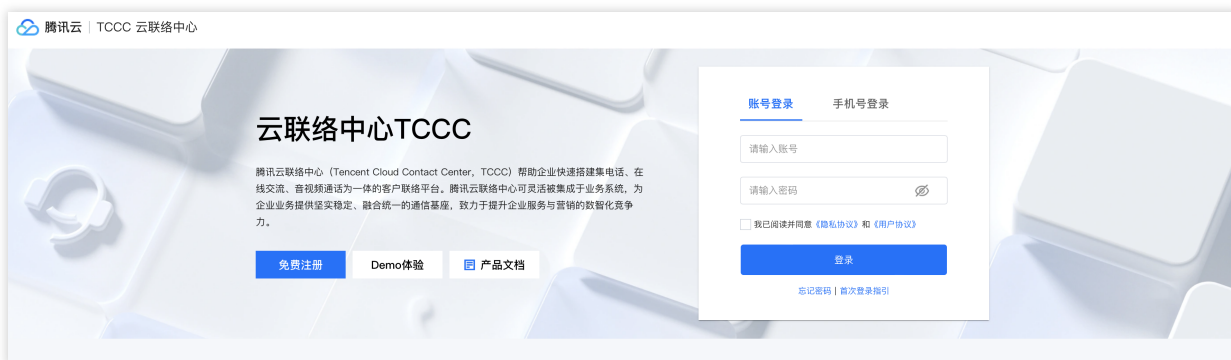 腾讯云 | TCCC 云联络中心
云联络中心TCCC
腾讯云联络中心（Tencent Cloud Contact Center，TCCC）帮助企业快速搭建集电话、在
线交流、音视频通话为一体的客户联络平台。腾讯云联络中心可灵活被集成于业务系统，为
企业业务提供坚实稳定、融合统一的通信基座，致力于提升企业服务与营销的数智化竞争
力。
免费注册 Demo体验 产品文档
账号登录 手机号登录
请输入账号
请输入密码
我已阅读并同意《隐私协议》和《用户协议》
登录
忘记密码 | 首次登录指引